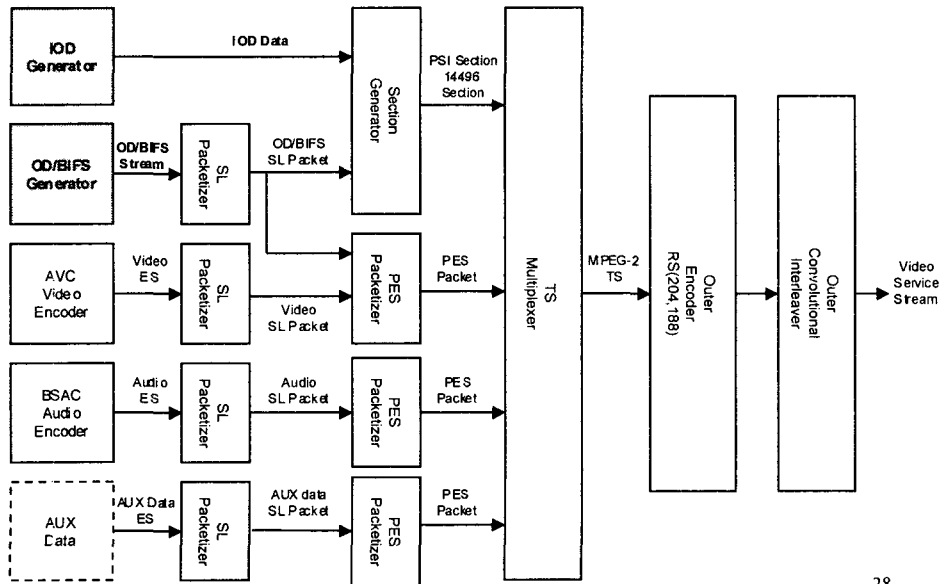 IOD
Generator
IOD Data
Section
Generator
PSI Section
14496
Section
OD/BIFS
Generator
OD/BIFS
Stream
SL
Packetizer
OD/BIFS
SL Packet
AVC
Video
Encoder
Video
ES
SL
Packetizer
Video
SL Packet
PES
Packetizer
PES
Packet
BSAC
Audio
Encoder
Audio
ES
SL
Packetizer
Audio
SL Packet
PES
Packetizer
PES
Packet
AUX
Data
AUX Data
ES
SL
Packetizer
AUX data
SL Packet
PES
Packetizer
PES
Packet
TS
Multiplexer
MPEG-2
TS
Outer
Encoder
RS(204,188)
Outer
Convolutional
Interleaver
Video
Service
Stream
28